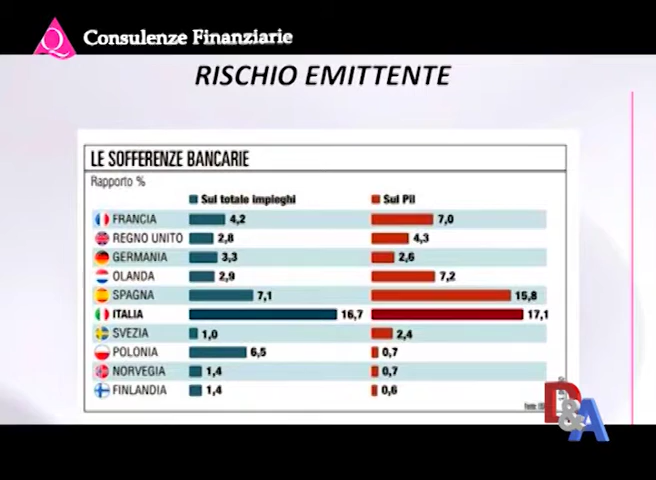 Q Consulenze Finanziarie
RISCHIO EMITTENTE
LE SOFFERENZE BANCARIE
Rapporto %
Sul totale impieghi Sul Pil
FRANCIA 4,2 7,0
REGNO UNITO 2,8 4,3
GERMANIA 3,3 2,6
OLANDA 2,9 7,2
SPAGNA 7,1 15,8
ITALIA 16,7 17,1
SVEZIA 1,0 2,4
POLONIA 6,5 0,7
NORVEGIA 1,4 0,7
FINLANDIA 1,4 0,6
D&A